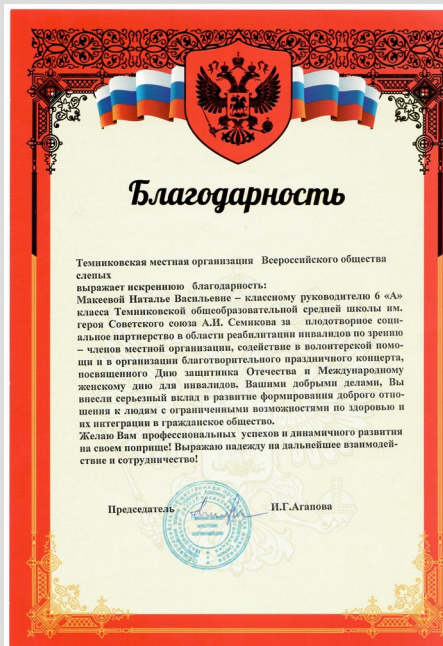 Благодарность
Темниковская местная организация Всероссийского общества
слепых
выражает искреннюю благодарность:
Макеевой Наталье Васильевне – классному руководителю 6 «А»
класса Темниковской общеобразовательной средней школы им.
героя Советского союза А.И. Семикова за плодотворное соци-
альное партнерство в области реабилитации инвалидов по зрению
– членов местной организации, содействие в волонтерской помо-
щи и в организации благотворительного праздничного концерта,
посвященного Дню защитника Отечества и Международному
женскому дню для инвалидов. Вашими добрыми делами, Вы
внесли серьезный вклад в развитие формирования доброго отно-
шения к людям с ограниченными возможностями по здоровью и
их интеграции в гражданское общество.
Желаю Вам профессиональных успехов и динамичного развития
на своем поприще! Выражаю надежду на дальнейшее взаимодей-
ствие и сотрудничество!
Председатель И.Г.Агапова